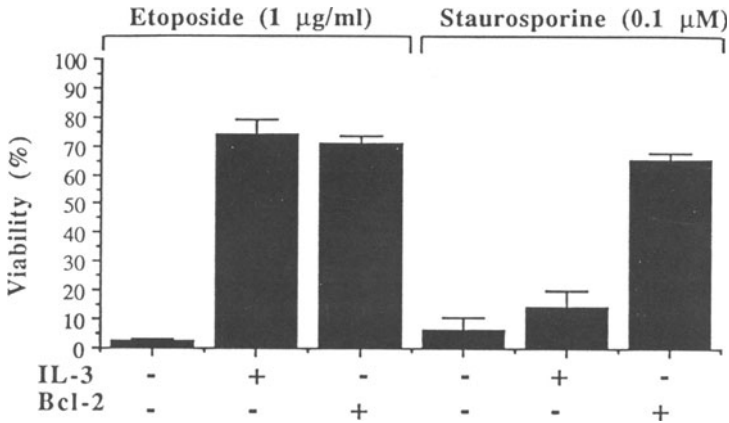 Etoposide (1 µg/ml) Staurosporine (0.1 µM)
Viability (%)
100
90
80
70
60
50
40
30
20
10
0
IL-3 - + - - + -
Bcl-2 - - + - - +